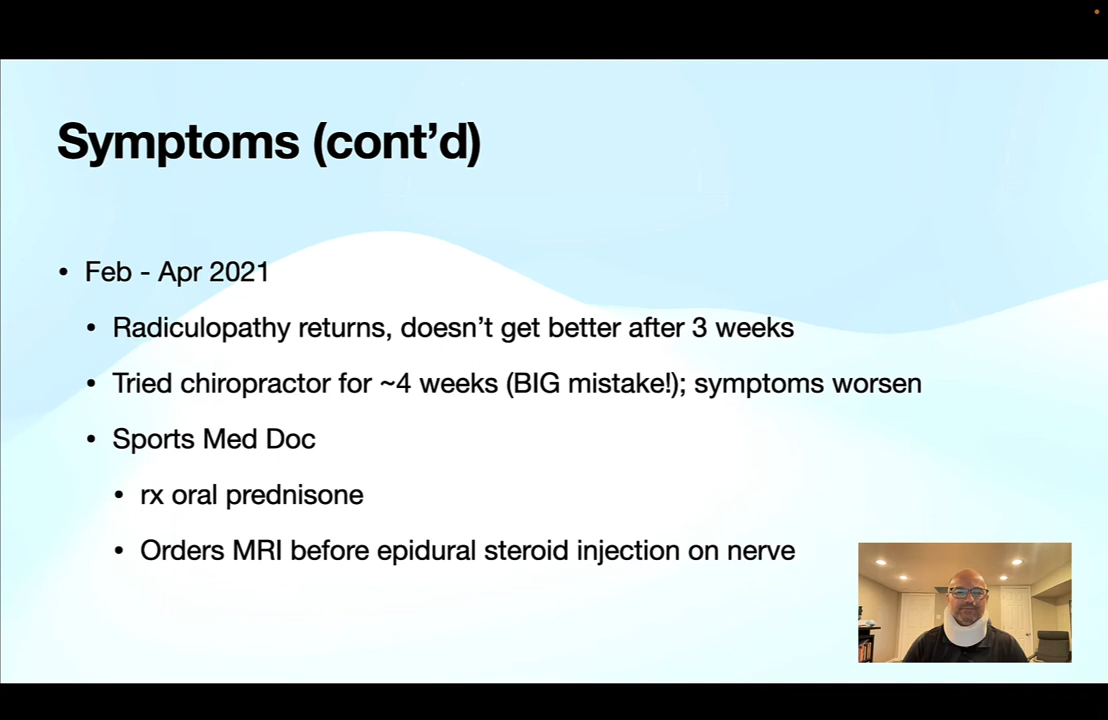 Symptoms (cont’d)
• Feb - Apr 2021
• Radiculopathy returns, doesn’t get better after 3 weeks
• Tried chiropractor for ~4 weeks (BIG mistake!); symptoms worsen
• Sports Med Doc
• rx oral prednisone
• Orders MRI before epidural steroid injection on nerve